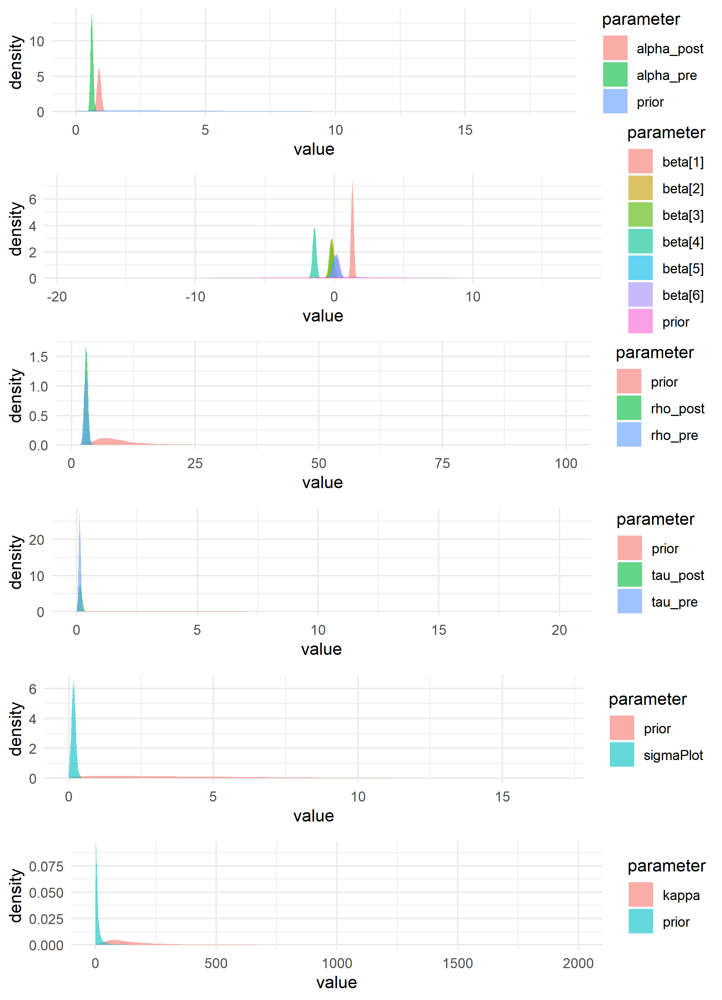 density
10
5
0
0
5
10
15
value
parameter
alpha_post
alpha_pre
prior
density
6
4
2
0
-20
-10
0
10
value
parameter
beta[1]
beta[2]
beta[3]
beta[4]
beta[5]
beta[6]
prior
density
1.5
1.0
0.5
0.0
0
25
50
75
100
value
parameter
prior
rho_post
rho_pre
density
20
10
0
0
5
10
15
20
value
parameter
prior
tau_post
tau_pre
density
6
4
2
0
0
5
10
15
value
parameter
prior
sigmaPlot
density
0.075
0.050
0.025
0.000
0
500
1000
1500
2000
value
parameter
kappa
prior